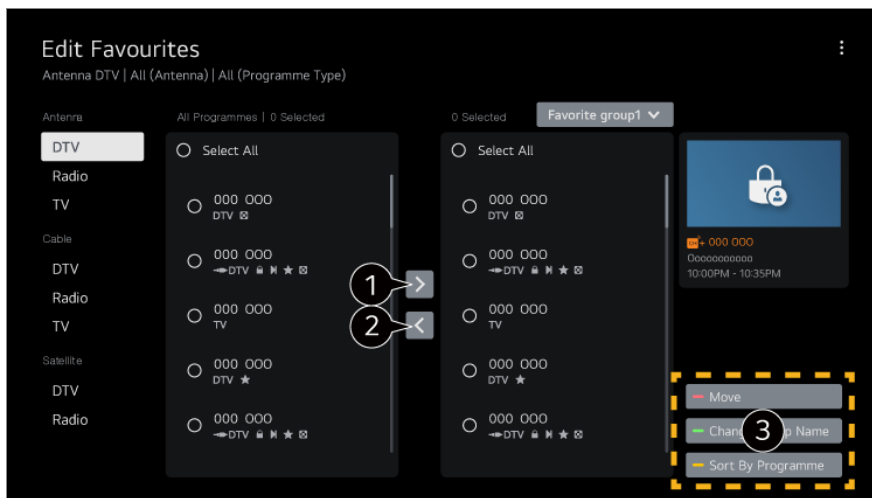 Edit Favourites
Antenna DTV | All (Antenna) | All (Programme Type)
Antenna
DTV
Radio
TV
Cable
DTV
Radio
TV
Satellite
DTV
Radio
All Programmes | 0 Selected
Select All
000 000
DTV
000 000
DTV
000 000
TV
000 000
DTV
000 000
DTV
1
2
0 Selected
Favorite group1
Select All
000 000
DTV
000 000
DTV
000 000
TV
000 000
DTV
000 000
DTV
+ 000 000
Ooooooooooo
10:00PM - 10:35PM
Move
3
Name
Sort By Programme